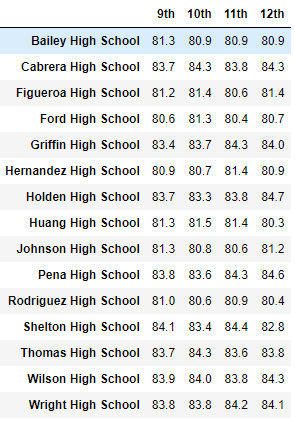 9th 10th 11th 12th
Bailey High School 81.3 80.9 80.9 80.9
Cabrera High School 83.7 84.3 83.8 84.3
Figueroa High School 81.2 81.4 80.6 81.4
Ford High School 80.6 81.3 80.4 80.7
Griffin High School 83.4 83.7 84.3 84.0
Hernandez High School 80.9 80.7 81.4 80.9
Holden High School 83.7 83.3 83.8 84.7
Huang High School 81.3 81.5 81.4 80.3
Johnson High School 81.3 80.8 80.6 81.2
Pena High School 83.8 83.6 84.3 84.6
Rodriguez High School 81.0 80.6 80.9 80.4
Shelton High School 84.1 83.4 84.4 82.8
Thomas High School 83.7 84.3 83.6 83.8
Wilson High School 83.9 84.0 83.8 84.3
Wright High School 83.8 83.8 84.2 84.1